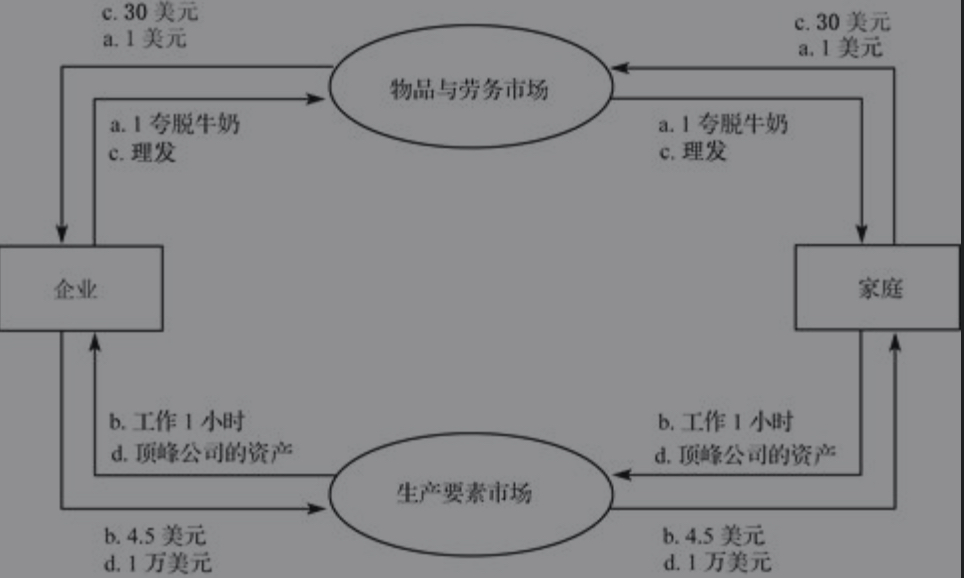 c. 30 美元
a. 1 美元
c. 30 美元
a. 1 美元
物品与劳务市场
a. 1 夸脱牛奶
c. 理发
a. 1 夸脱牛奶
c. 理发
企业
家庭
b. 工作 1 小时
d. 顶峰公司的资产
b. 工作 1 小时
d. 顶峰公司的资产
生产要素市场
b. 4.5 美元
d. 1 万美元
b. 4.5 美元
d. 1 万美元